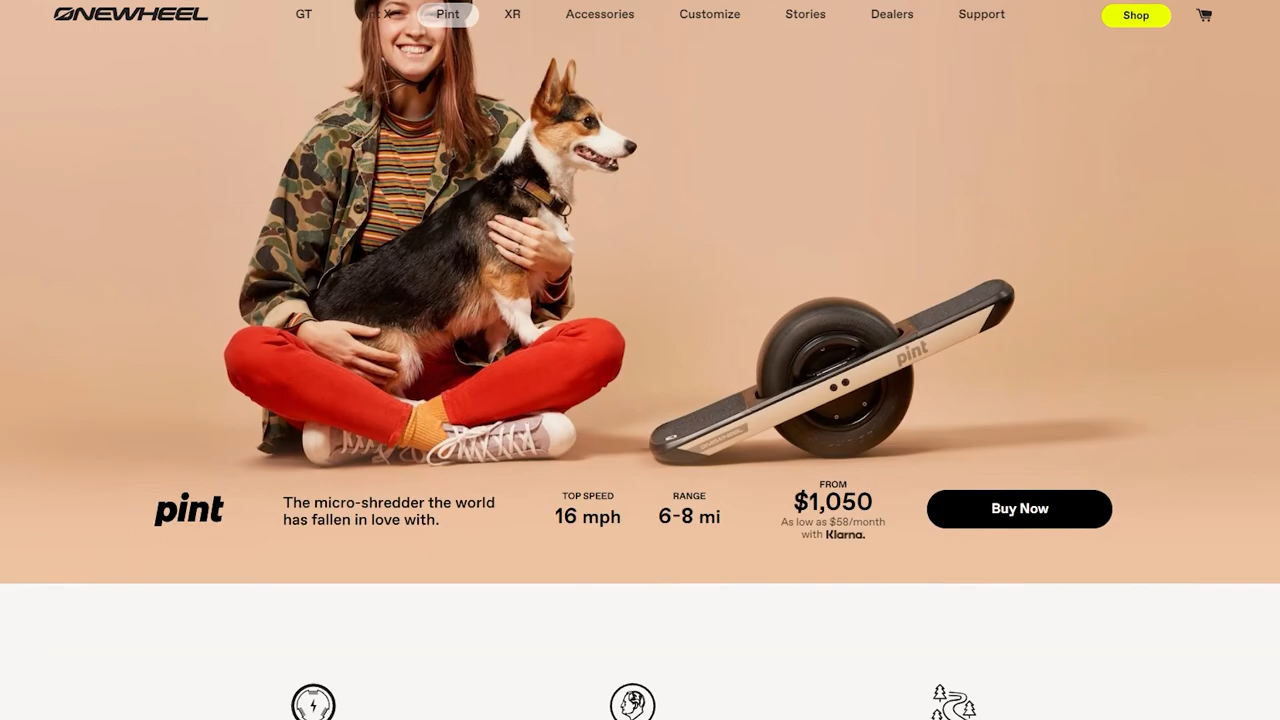 ONEWHEEL
GT
Pint
XR
Accessories
Customize
Stories
Dealers
Support
Shop
pint
ONEWHEEL
pint
The micro-shredder the world
has fallen in love with.
TOP SPEED
16 mph
RANGE
6-8 mi
FROM
$1,050
As low as $58/month
with Klarna.
Buy Now